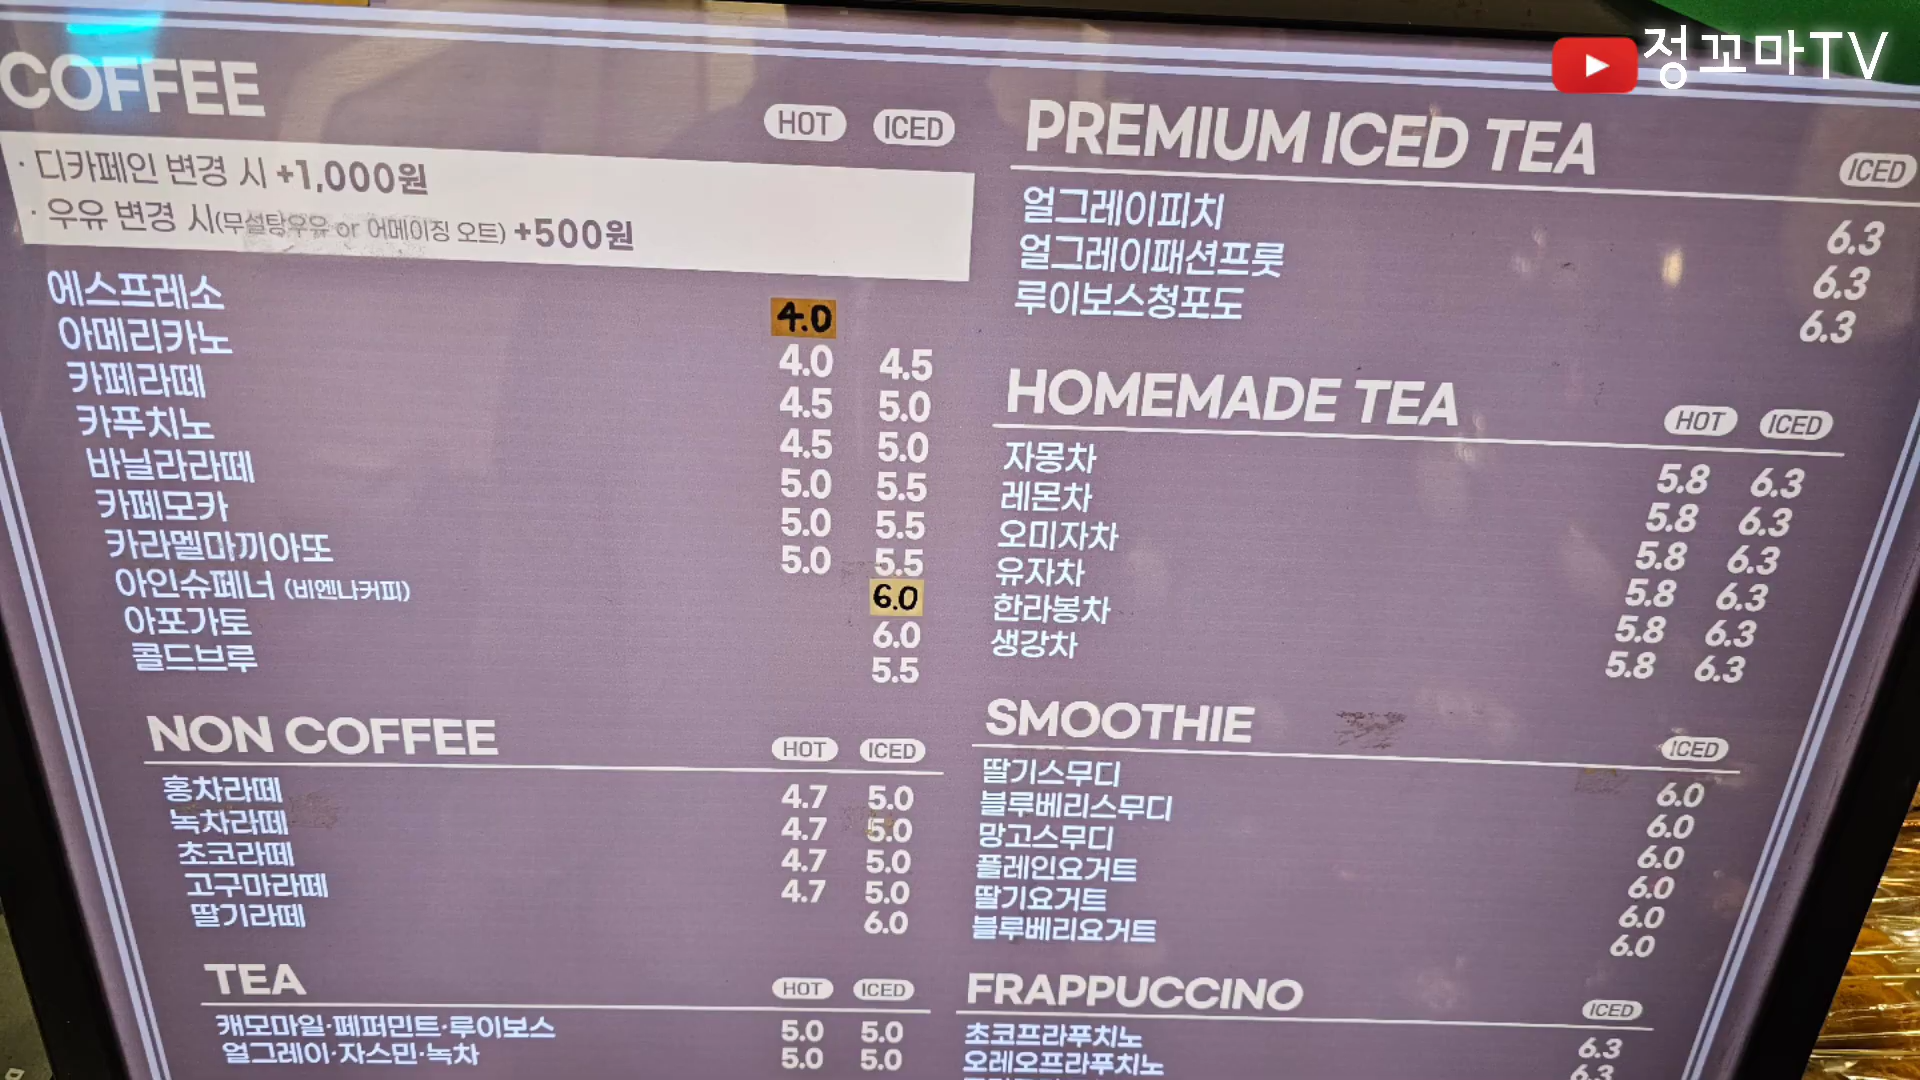 정꼬마TV
COFFEE
HOT ICED
· 디카페인 변경 시 +1,000원
· 우유 변경 시(무설탕우유 or 어메이징 오트) +500원
에스프레소 4.0
아메리카노 4.0 4.5
카페라떼 4.5 5.0
카푸치노 4.5 5.0
바닐라라떼 5.0 5.5
카페모카 5.0 5.5
카라멜마끼아또 5.0 5.5
아인슈페너 (비엔나커피) 6.0
아포가토 6.0
콜드브루 5.5
NON COFFEE HOT ICED
홍차라떼 4.7 5.0
녹차라떼 4.7 5.0
초코라떼 4.7 5.0
고구마라떼 4.7 5.0
딸기라떼 6.0
TEA HOT ICED
캐모마일·페퍼민트·루이보스 5.0 5.0
얼그레이·자스민·녹차 5.0 5.0
PREMIUM ICED TEA ICED
얼그레이피치 6.3
얼그레이패션프룻 6.3
루이보스청포도 6.3
HOMEMADE TEA HOT ICED
자몽차 5.8 6.3
레몬차 5.8 6.3
오미자차 5.8 6.3
유자차 5.8 6.3
한라봉차 5.8 6.3
생강차 5.8 6.3
SMOOTHIE ICED
딸기스무디 6.0
블루베리스무디 6.0
망고스무디 6.0
플레인요거트 6.0
딸기요거트 6.0
블루베리요거트 6.0
FRAPPUCCINO ICED
초코프라푸치노 6.3
오레오프라푸치노 6.3